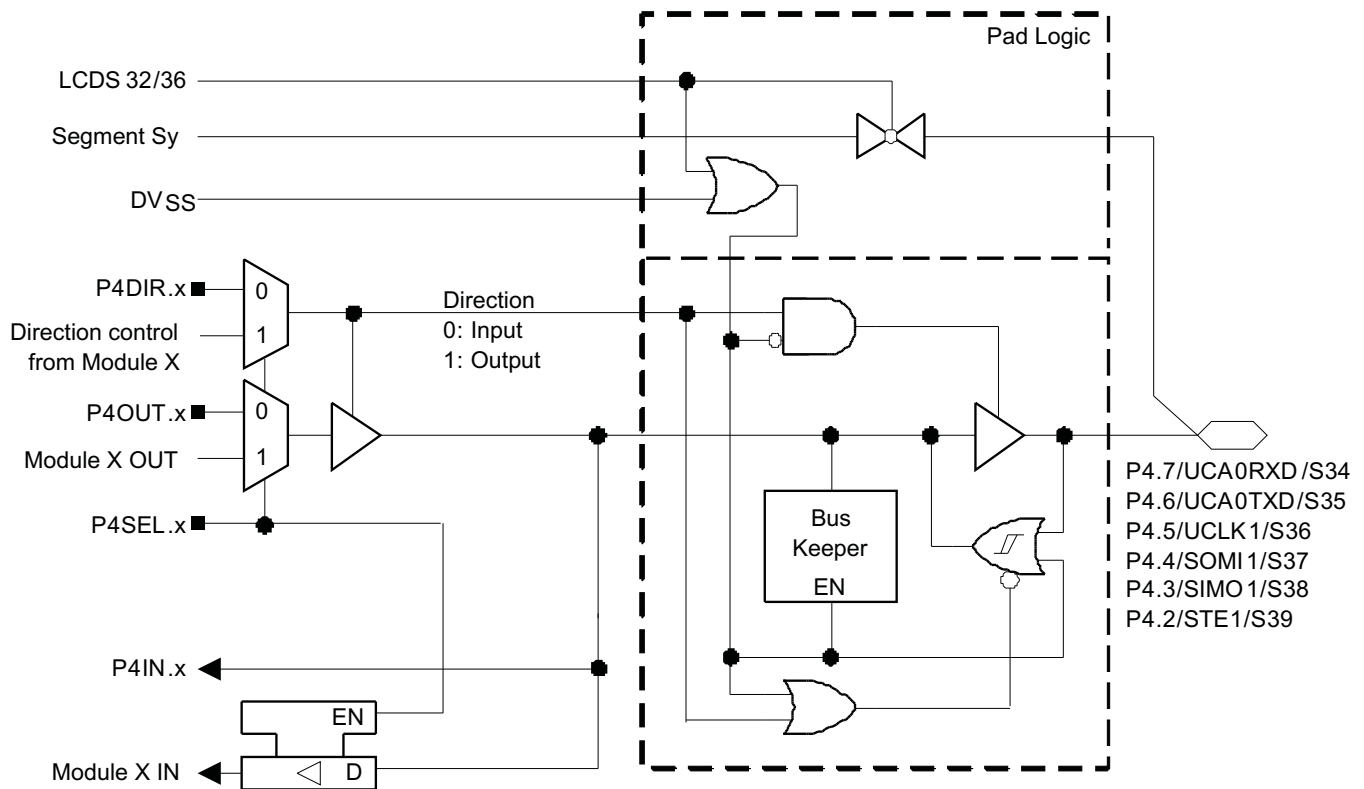 Pad Logic
LCDS 32/36
Segment Sy
DVSS
P4DIR.x
0
Direction control
from Module X
1
Direction
0: Input
1: Output
P4OUT.x
0
Module X OUT
1
P4SEL.x
Bus
Keeper
EN
P4.7/UCA0RXD/S34
P4.6/UCA0TXD/S35
P4.5/UCLK1/S36
P4.4/SOMI1/S37
P4.3/SIMO1/S38
P4.2/STE1/S39
P4IN.x
EN
Module X IN
D